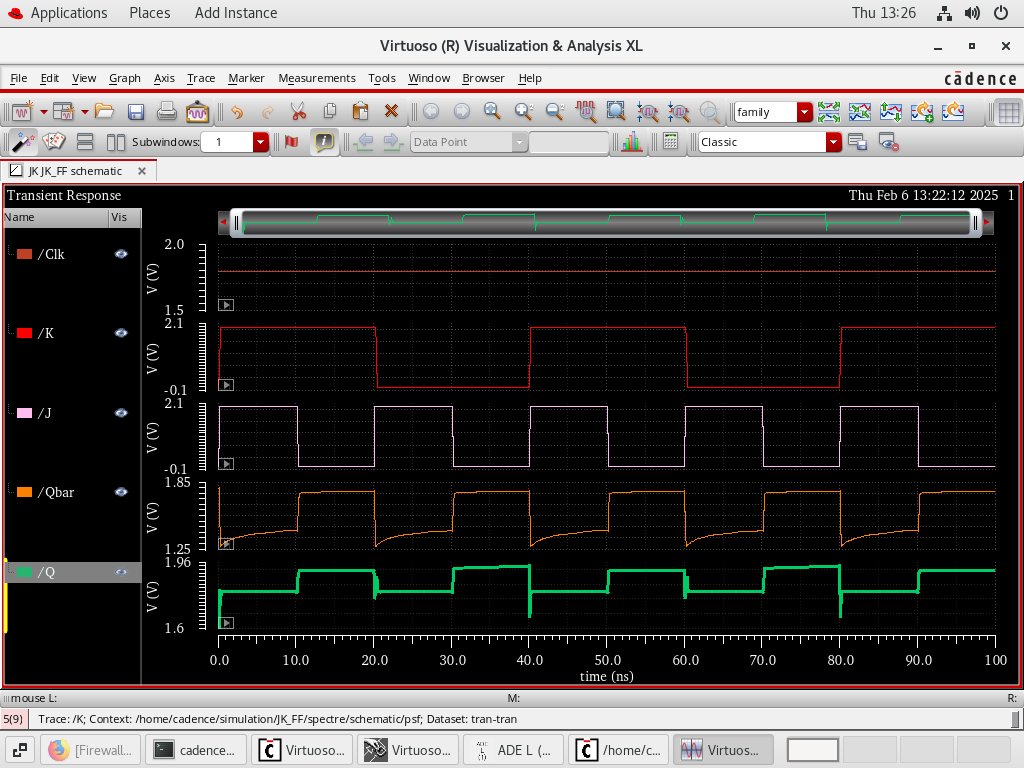 Applications Places Add Instance Thu 13:26
Virtuoso (R) Visualization & Analysis XL
File Edit View Graph Axis Trace Marker Measurements Tools Window Browser Help cādence
family
Subwindows: 1 Data Point Classic
JK JK_FF schematic
Transient Response Thu Feb 6 13:22:12 2025 1
Name Vis
/Clk
2.0
V (V)
1.5
/K
2.1
V (V)
-0.1
/J
2.1
V (V)
-0.1
/Qbar
1.85
V (V)
1.25
/Q
1.96
V (V)
1.6
0.0 10.0 20.0 30.0 40.0 50.0 60.0 70.0 80.0 90.0 100
time (ns)
mouse L: M: R:
5(9) Trace: /K; Context: /home/cadence/simulation/JK_FF/spectre/schematic/psf; Dataset: tran-tran
[Firewall... cadence... Virtuoso... Virtuoso... ADE L (... /home/c... Virtuos...